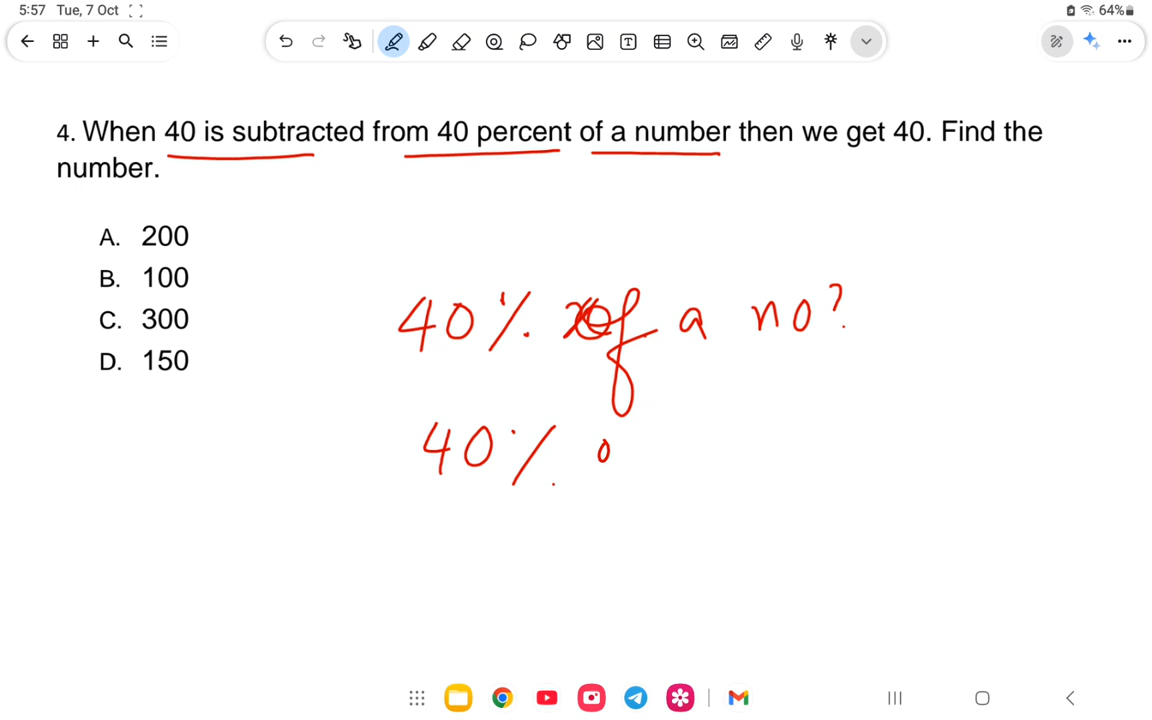 5:57 Tue, 7 Oct 64%
4. When 40 is subtracted from 40 percent of a number then we get 40. Find the
number.
A. 200
B. 100
C. 300
D. 150
40% of a no?
40% o